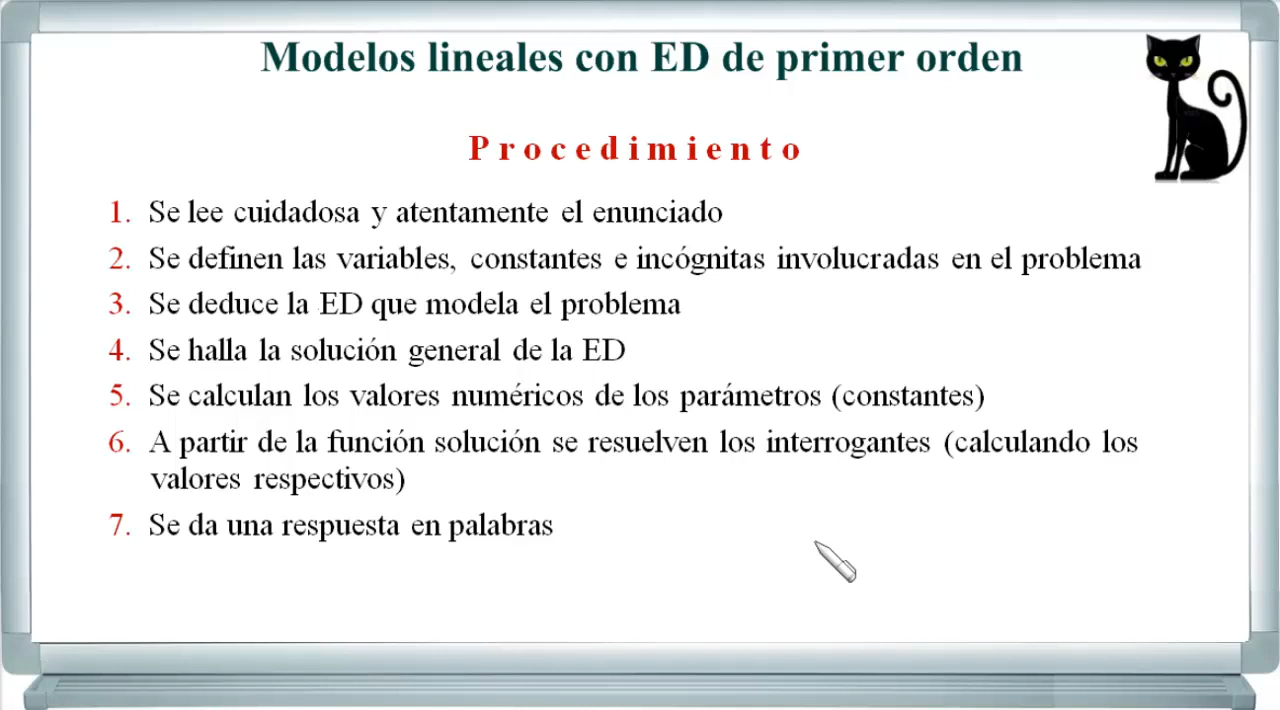 Modelos lineales con ED de primer orden
Procedimiento
1. Se lee cuidadosa y atentamente el enunciado
2. Se definen las variables, constantes e incógnitas involucradas en el problema
3. Se deduce la ED que modela el problema
4. Se halla la solución general de la ED
5. Se calculan los valores numéricos de los parámetros (constantes)
6. A partir de la función solución se resuelven los interrogantes (calculando los
valores respectivos)
7. Se da una respuesta en palabras